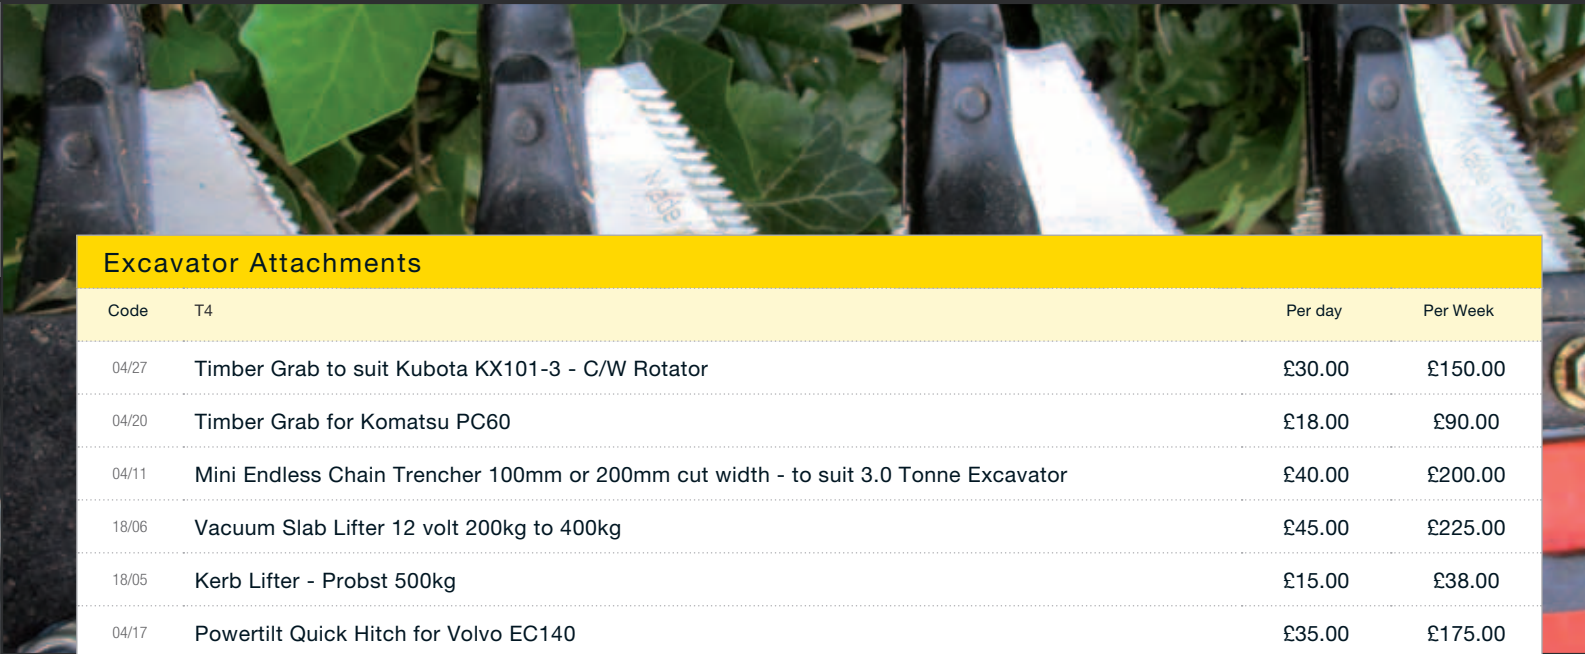 Made
Excavator Attachments
Code T4 Per day Per Week
04/27 Timber Grab to suit Kubota KX101-3 - C/W Rotator £30.00 £150.00
04/20 Timber Grab for Komatsu PC60 £18.00 £90.00
04/11 Mini Endless Chain Trencher 100mm or 200mm cut width - to suit 3.0 Tonne Excavator £40.00 £200.00
18/06 Vacuum Slab Lifter 12 volt 200kg to 400kg £45.00 £225.00
18/05 Kerb Lifter - Probst 500kg £15.00 £38.00
04/17 Powertilt Quick Hitch for Volvo EC140 £35.00 £175.00